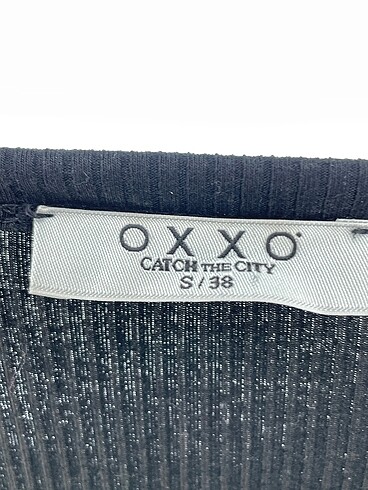 OXXO
CATCH THE CITY
S / 38